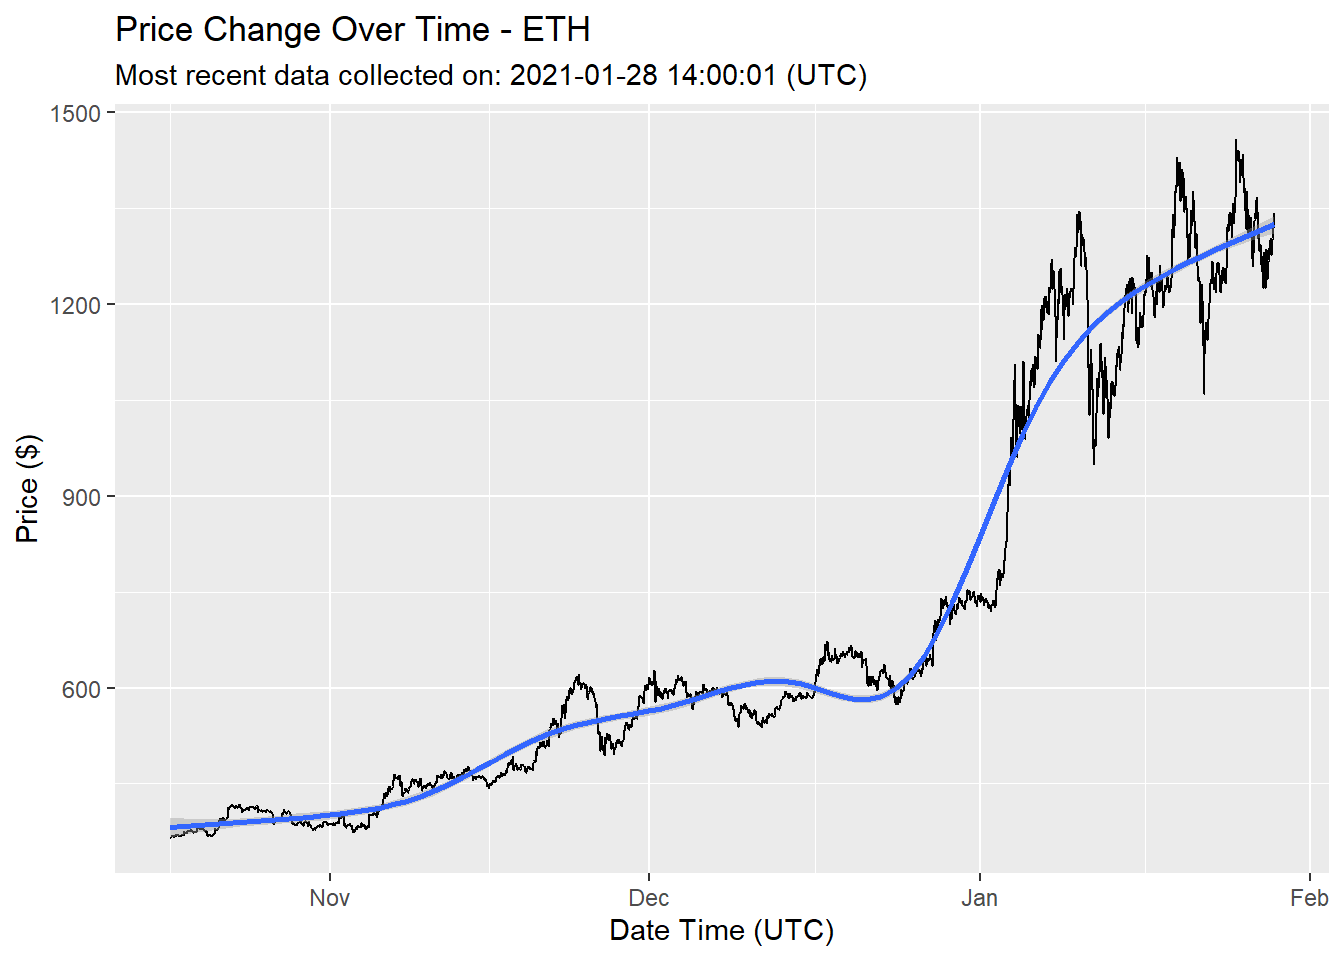 Price Change Over Time - ETH
Most recent data collected on: 2021-01-28 14:00:01 (UTC)
1500
1200
900
600
Price ($)
Nov Dec Jan Feb
Date Time (UTC)